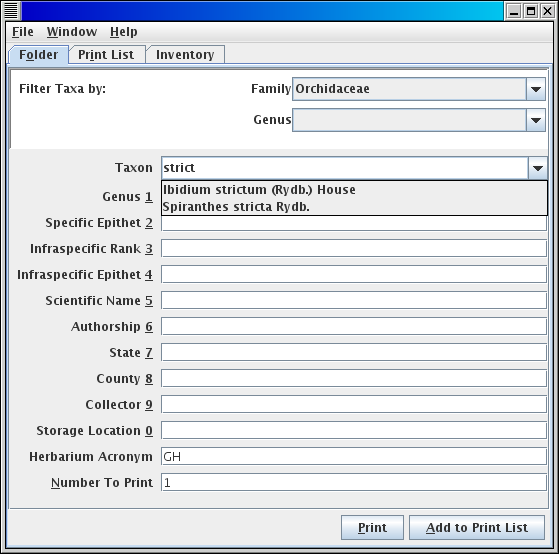 File Window Help
Folder Print List Inventory
Filter Taxa by: Family Orchidaceae
Genus
Taxon strict
Ibidium strictum (Rydb.) House
Genus 1
Spiranthes stricta Rydb.
Specific Epithet 2
Infraspecific Rank 3
Infraspecific Epithet 4
Scientific Name 5
Authorship 6
State 7
County 8
Collector 9
Storage Location 0
Herbarium Acronym GH
Number To Print 1
Print Add to Print List